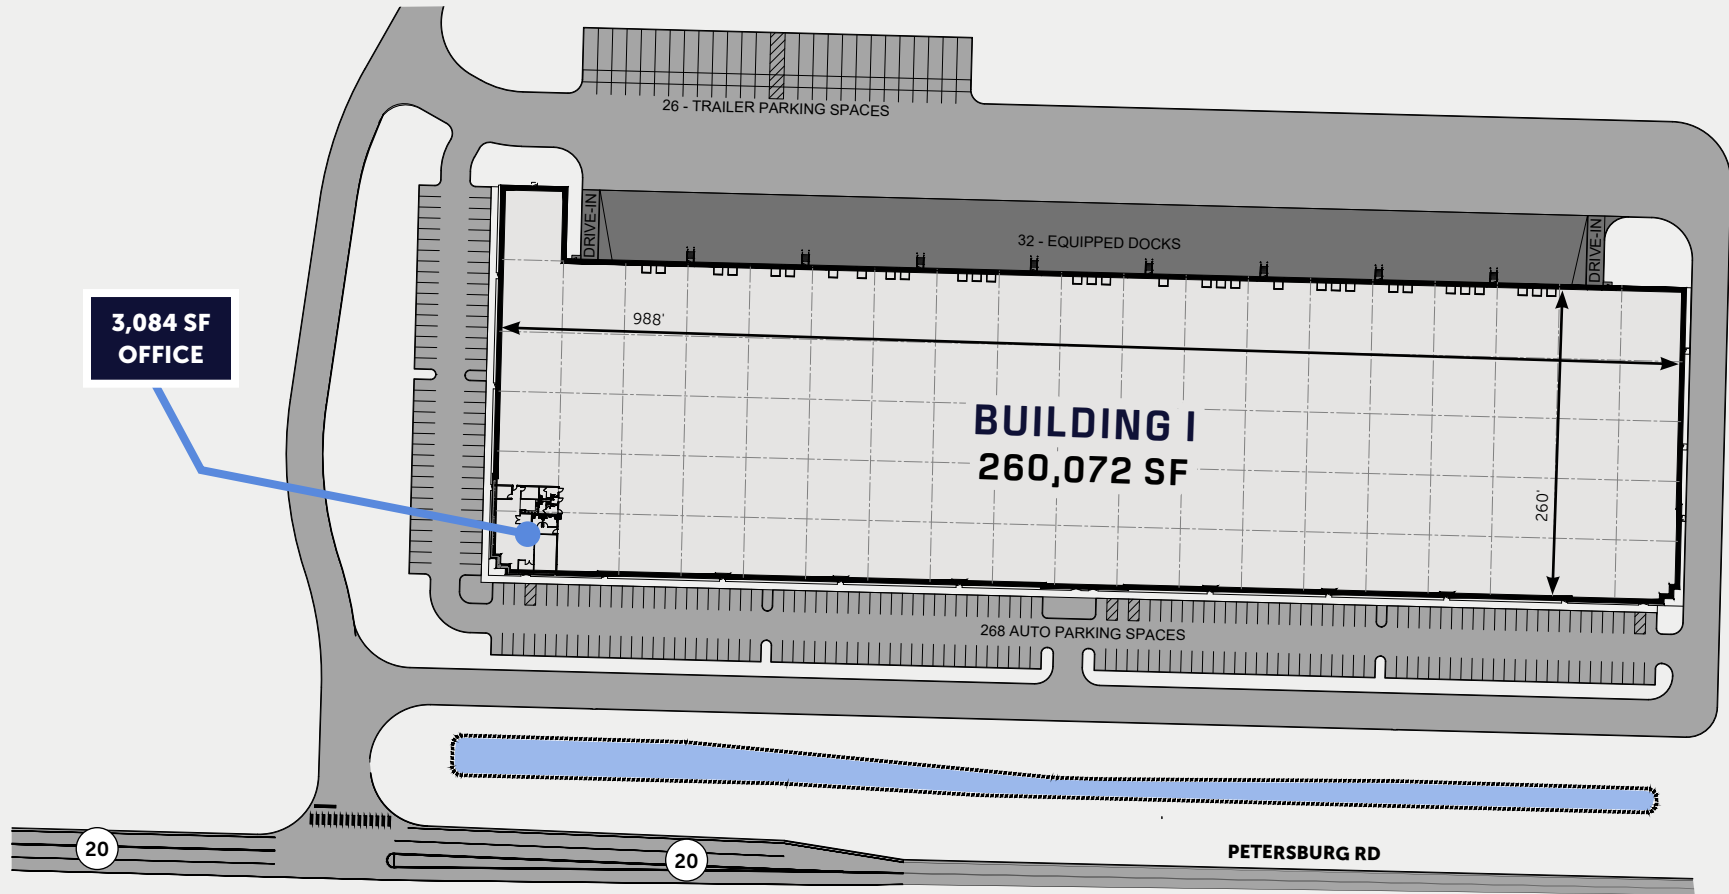 26 - TRAILER PARKING SPACES
DRIVE-IN
32 - EQUIPPED DOCKS
DRIVE-IN
3,084 SF
OFFICE
988'
BUILDING I
260,072 SF
260'
268 AUTO PARKING SPACES
20
20
PETERSBURG RD